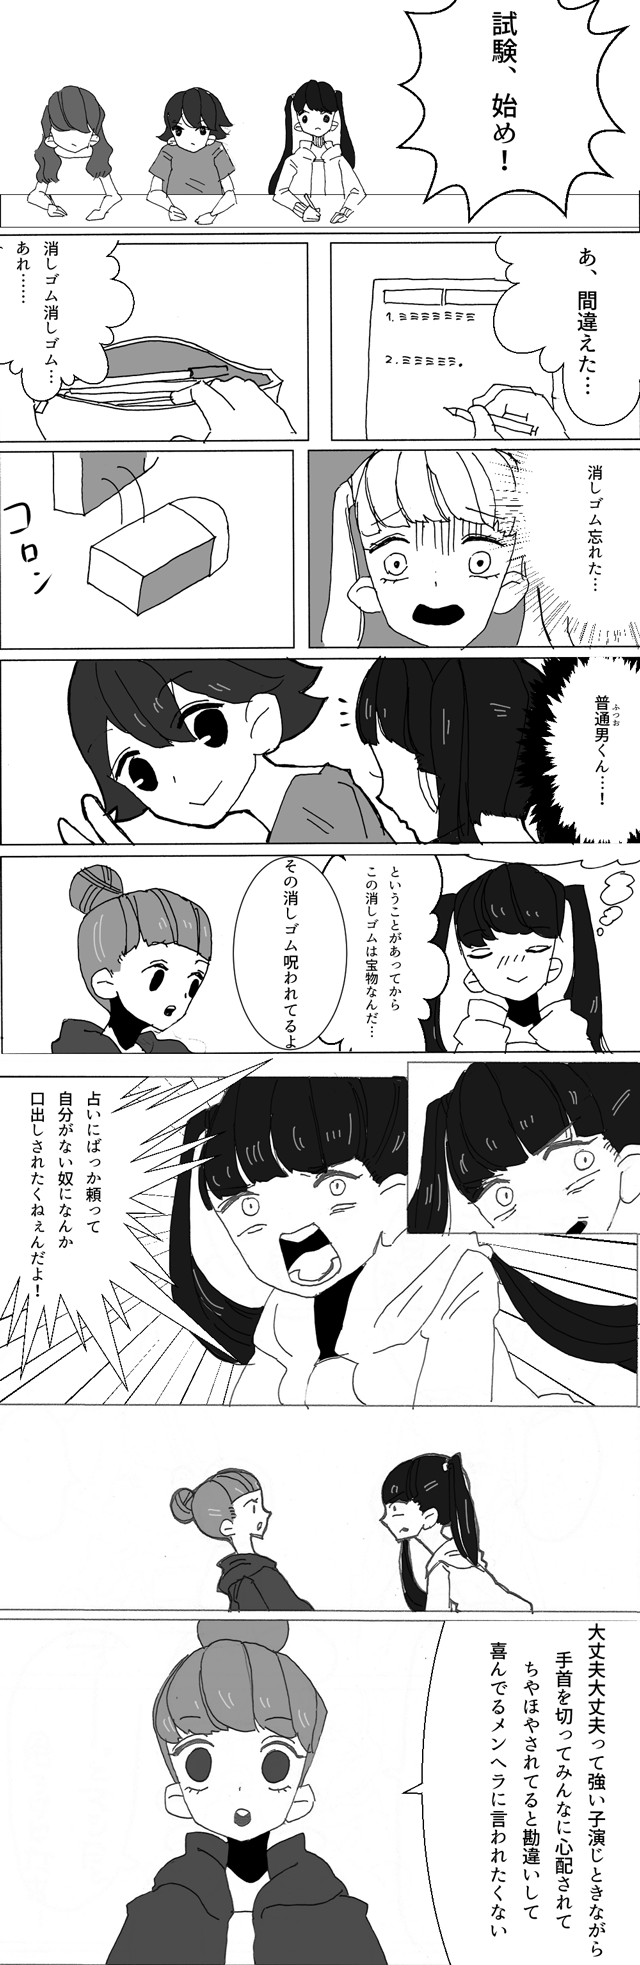 試験、始め！
あ、間違えた…
1.
2.
消しゴム消しゴム…
あれ……
消しゴム忘れた…
コロン
普通男くん…！
ふつお
ということがあってから
この消しゴムは宝物なんだ…
その消しゴム呪われてるよ
占いにばっか頼って
自分がない奴になんか
口出しされたくねぇんだよ！
大丈夫大丈夫って強い子演じときながら
手首を切ってみんなに心配されて
ちやほやされてると勘違いして
喜んでるメンヘラに言われたくない